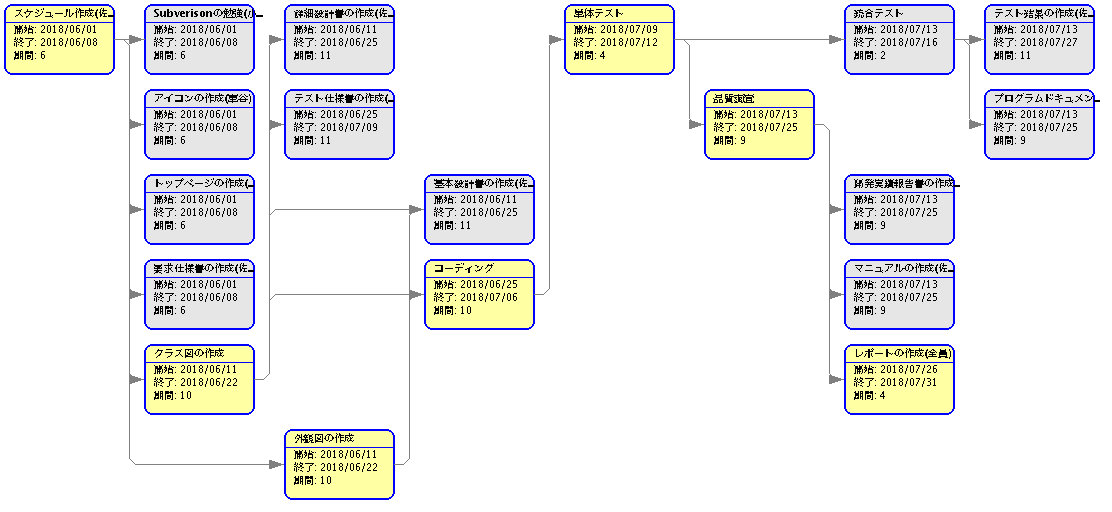 スケジュール作成(佐
開始: 2018/06/01
終了: 2018/06/08
期間: 6
Subverisonの勉強(
開始: 2018/06/01
終了: 2018/06/08
期間: 6
詳細設計書の作成(佐
開始: 2018/06/11
終了: 2018/06/25
期間: 11
単体テスト
開始: 2018/07/09
終了: 2018/07/12
期間: 4
統合テスト
開始: 2018/07/13
終了: 2018/07/16
期間: 2
テスト結果の作成(佐
開始: 2018/07/13
終了: 2018/07/27
期間: 11
アイコンの作成(
開始: 2018/06/01
終了: 2018/06/08
期間: 6
テスト仕様書の作成(
開始: 2018/06/25
終了: 2018/07/09
期間: 11
品質
開始: 2018/07/13
終了: 2018/07/25
期間: 9
プログラムドキュメン
開始: 2018/07/13
終了: 2018/07/25
期間: 9
トップページの作成(
開始: 2018/06/01
終了: 2018/06/08
期間: 6
基本設計書の作成(佐
開始: 2018/06/11
終了: 2018/06/25
期間: 11
開発実績報告書の作成
開始: 2018/07/13
終了: 2018/07/25
期間: 9
要求仕様書の作成(佐
開始: 2018/06/01
終了: 2018/06/08
期間: 6
コーディング
開始: 2018/06/25
終了: 2018/07/06
期間: 10
マニュアルの作成(佐
開始: 2018/07/13
終了: 2018/07/25
期間: 9
クラス図の作成
開始: 2018/06/11
終了: 2018/06/22
期間: 10
レポートの作成(全員)
開始: 2018/07/26
終了: 2018/07/31
期間: 4
外観図の作成
開始: 2018/06/11
終了: 2018/06/22
期間: 10